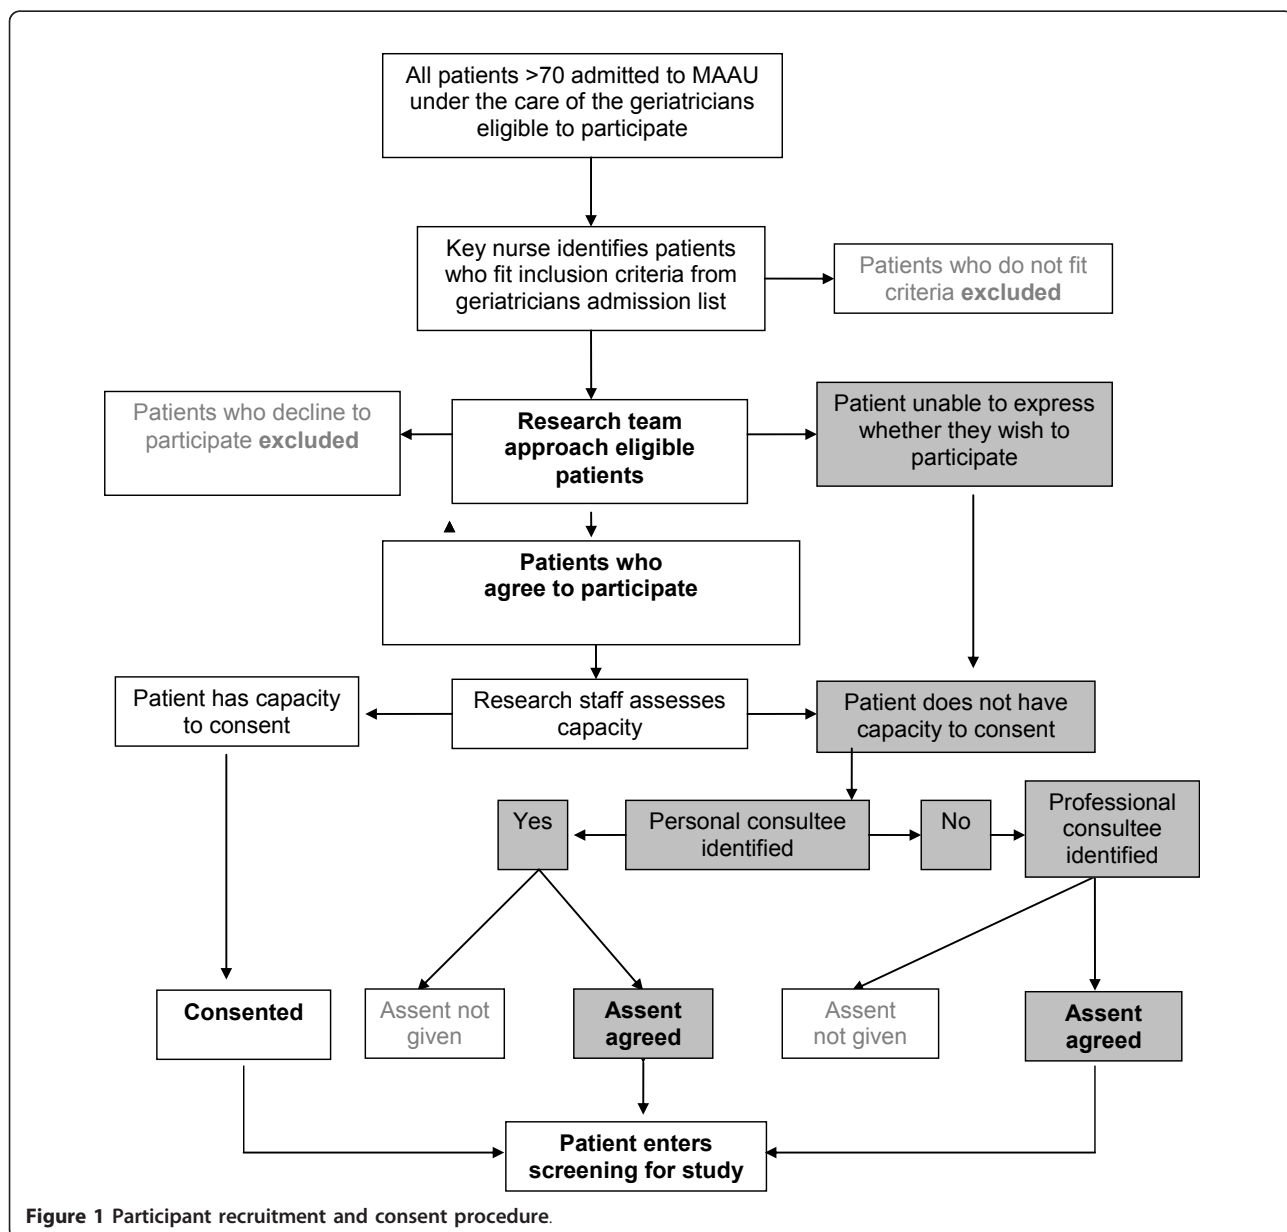 All patients >70 admitted to MAAU
under the care of the geriatricians
eligible to participate
Key nurse identifies patients
who fit inclusion criteria from
geriatricians admission list
Patients who do not fit
criteria excluded
Patients who decline to
participate excluded
Research team
approach eligible
patients
Patient unable to express
whether they wish to
participate
Patients who
agree to participate
Patient has capacity
to consent
Research staff assesses
capacity
Patient does not have
capacity to consent
Yes
Personal consultee
identified
No
Professional
consultee
identified
Consented
Assent not
given
Assent
agreed
Assent
not given
Assent
agreed
Patient enters
screening for study
Figure 1 Participant recruitment and consent procedure.